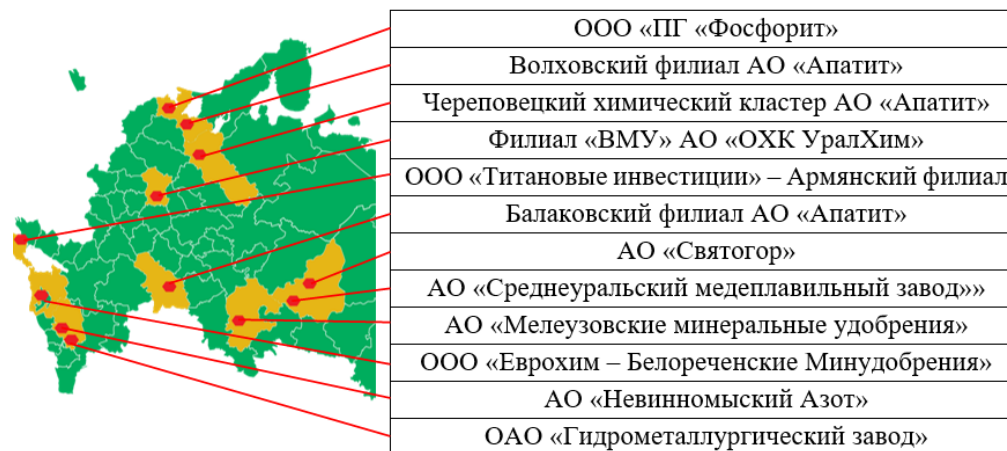 ООО «ПГ «Фосфорит»
Волховский филиал АО «Апатит»
Череповецкий химический кластер АО «Апатит»
Филиал «ВМУ» АО «ОХК УралХим»
ООО «Титановые инвестиции» – Армянский филиал
Балаковский филиал АО «Апатит»
АО «Святогор»
АО «Среднеуральский медеплавильный завод»»
АО «Мелеузовские минеральные удобрения»
ООО «Еврохим – Белореченские Минудобрения»
АО «Невинномыский Азот»
ОАО «Гидрометаллургический завод»